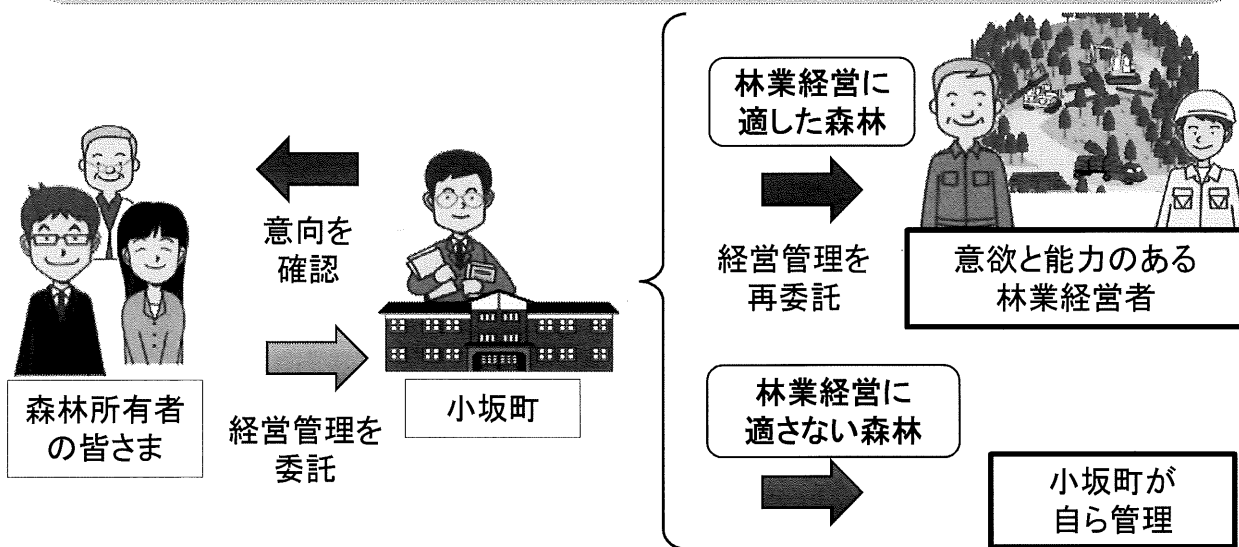 意向を
確認
森林所有者
の皆さま
経営管理を
委託
小坂町
林業経営に
適した森林
経営管理を
再委託
意欲と能力のある
林業経営者
林業経営に
適さない森林
小坂町が
自ら管理